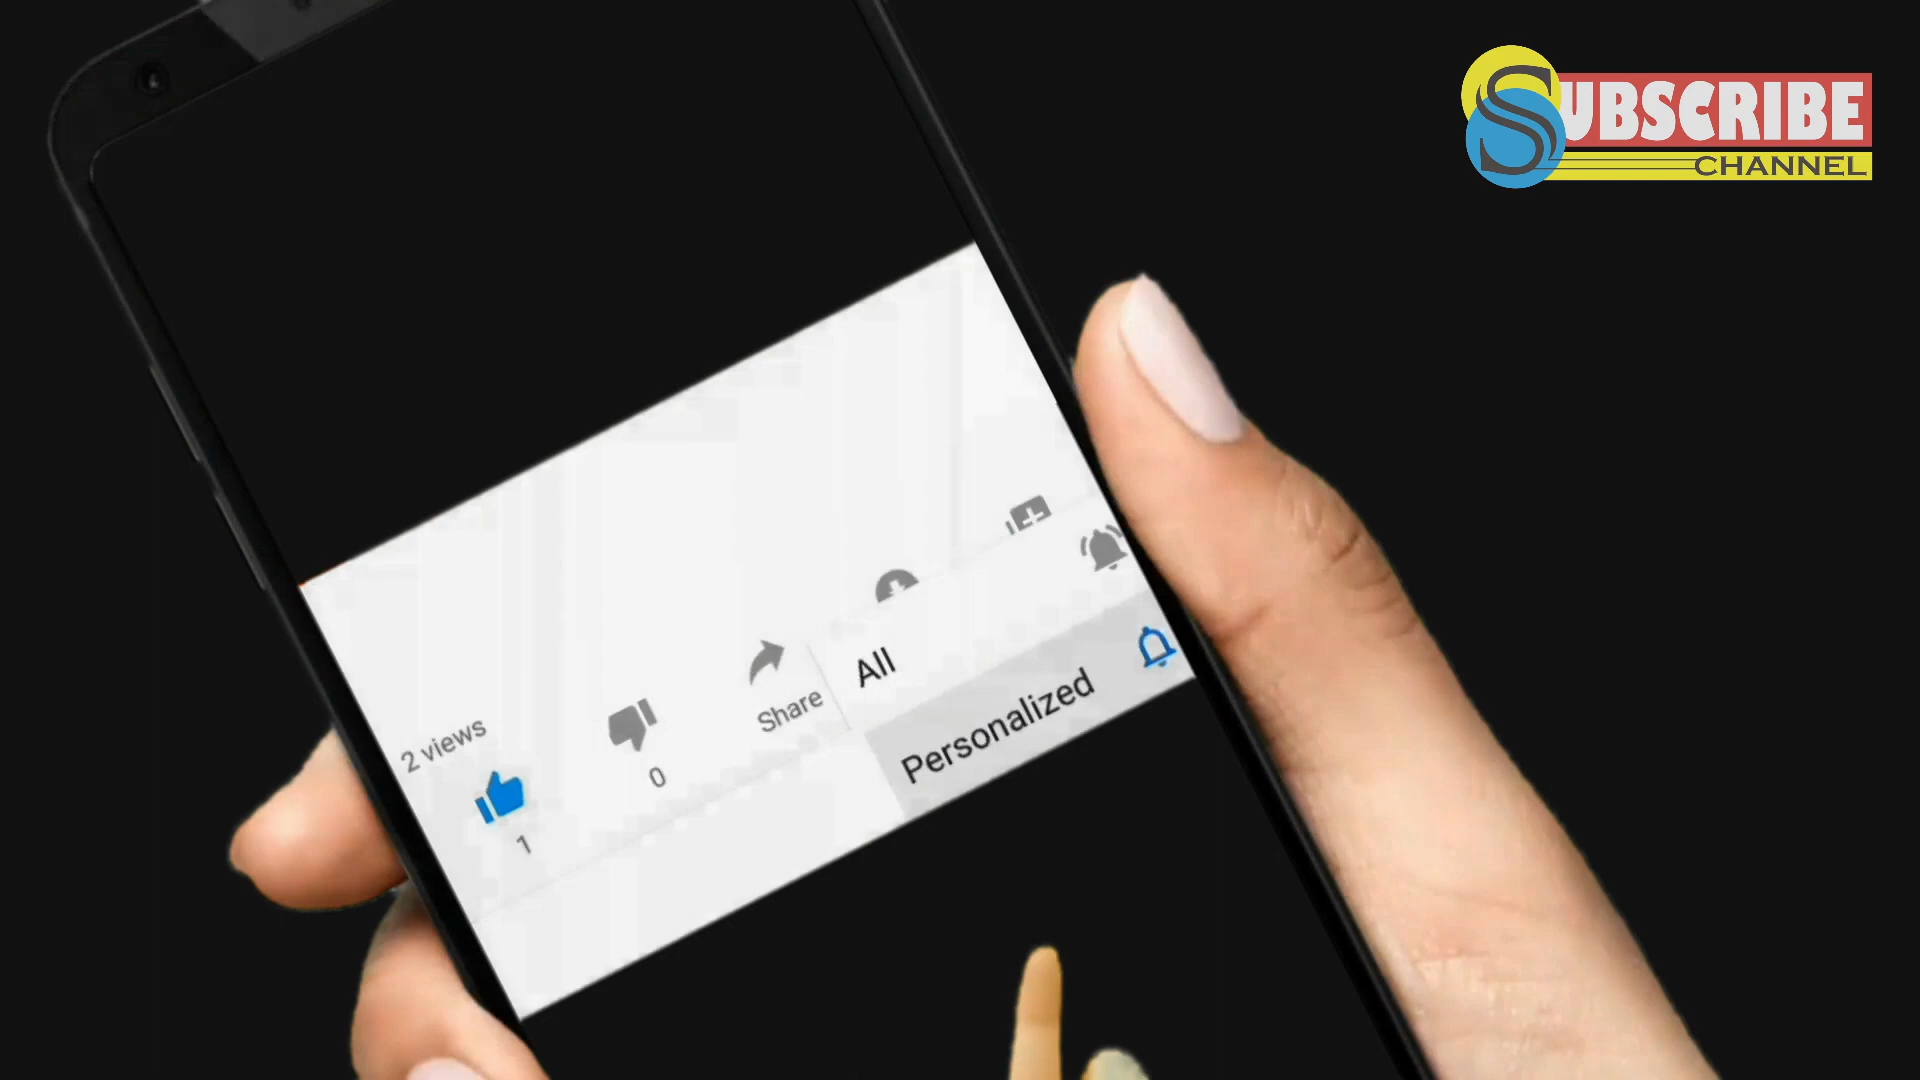 SUBSCRIBE
CHANNEL
2 views
1
0
Share
All
Personalized